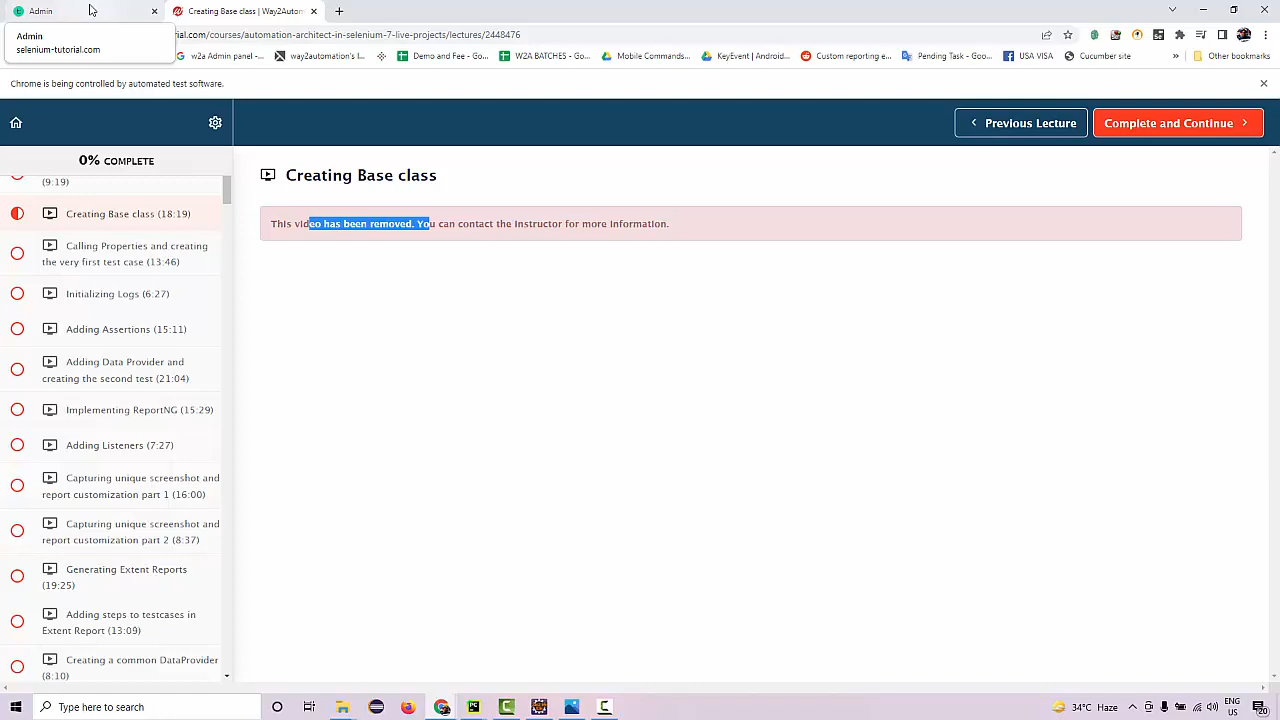 Admin
Creating Base class | Way2Autom
Admin
selenium-tutorial.com
ial.com/courses/automation-architect-in-selenium-7-live-projects/lectures/2448476
w2a Admin panel -...
way2automation's l...
Demo and Fee - Go...
W2A BATCHES - Go...
Mobile Commands...
KeyEvent | Android...
Custom reporting e...
Pending Task - Goo...
USA VISA
Cucumber site
»
Other bookmarks
Chrome is being controlled by automated test software.
Previous Lecture
Complete and Continue
0% COMPLETE
(9:19)
Creating Base class (18:19)
Calling Properties and creating
the very first test case (13:46)
Initializing Logs (6:27)
Adding Assertions (15:11)
Adding Data Provider and
creating the second test (21:04)
Implementing ReportNG (15:29)
Adding Listeners (7:27)
Capturing unique screenshot and
report customization part 1 (16:00)
Capturing unique screenshot and
report customization part 2 (8:37)
Generating Extent Reports
(19:25)
Adding steps to testcases in
Extent Report (13:09)
Creating a common DataProvider
(8:10)
Creating Base class
This video has been removed. You can contact the instructor for more information.
Type here to search
34°C Haze
ENG
US
20